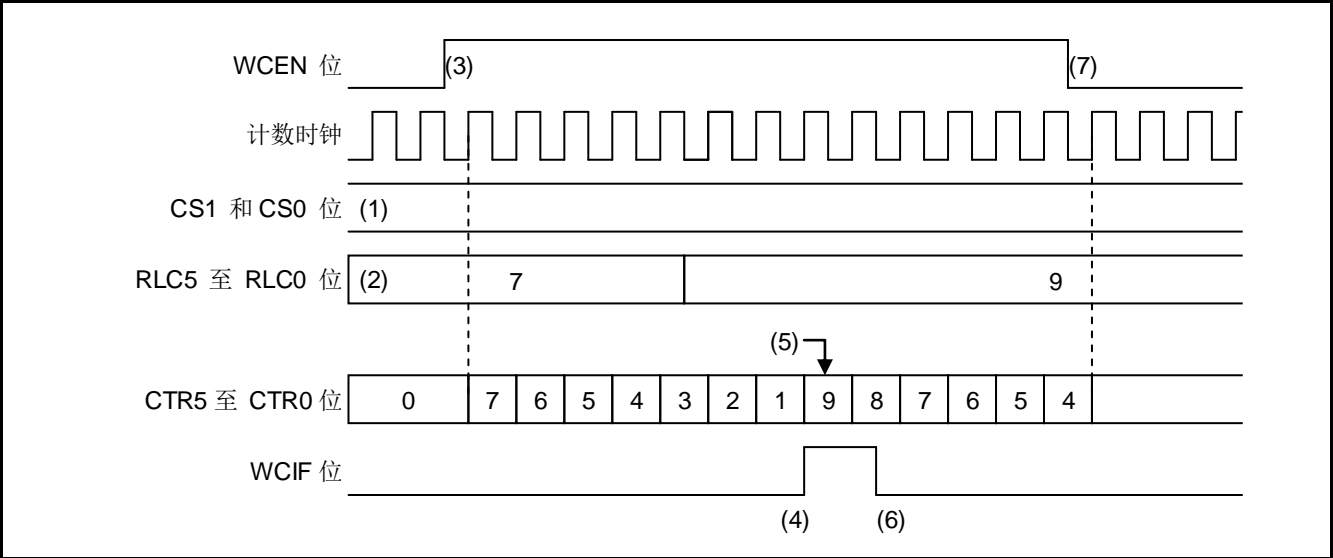 WCEN 位 (3) (7)
计数时钟
CS1 和 CS0 位 (1)
RLC5 至 RLC0 位 (2) 7 9
(5)
CTR5 至 CTR0 位 0 7 6 5 4 3 2 1 9 8 7 6 5 4
WCIF 位
(4) (6)